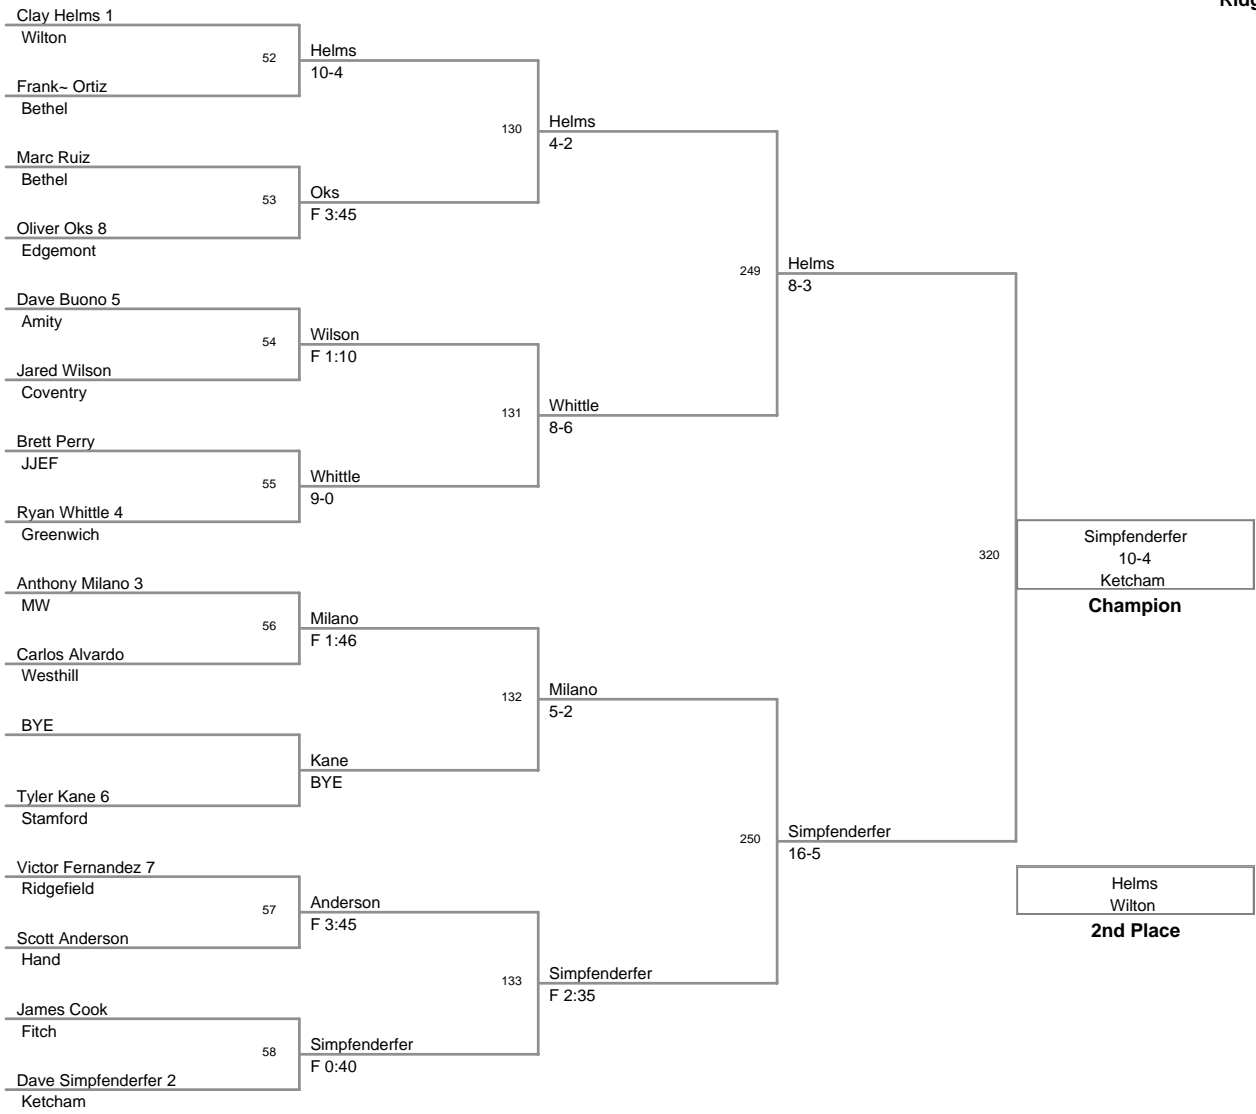 Clay Helms 1
Wilton
52
Helms
10-4
Frank~ Ortiz
Bethel
130
Helms
4-2
Marc Ruiz
Bethel
53
Oks
F 3:45
Oliver Oks 8
Edgemont
249
Helms
8-3
Dave Buono 5
Amity
54
Wilson
F 1:10
Jared Wilson
Coventry
131
Whittle
8-6
Brett Perry
JJEF
55
Whittle
9-0
Ryan Whittle 4
Greenwich
320
Simpfenderfer
10-4
Ketcham
Champion
Anthony Milano 3
MW
56
Milano
F 1:46
Carlos Alvardo
Westhill
132
Milano
5-2
BYE
Kane
BYE
Tyler Kane 6
Stamford
250
Simpfenderfer
16-5
Victor Fernandez 7
Ridgefield
57
Anderson
F 3:45
Scott Anderson
Hand
133
Simpfenderfer
F 2:35
James Cook
Fitch
58
Simpfenderfer
F 0:40
Dave Simpfenderfer 2
Ketcham
Helms
Wilton
2nd Place